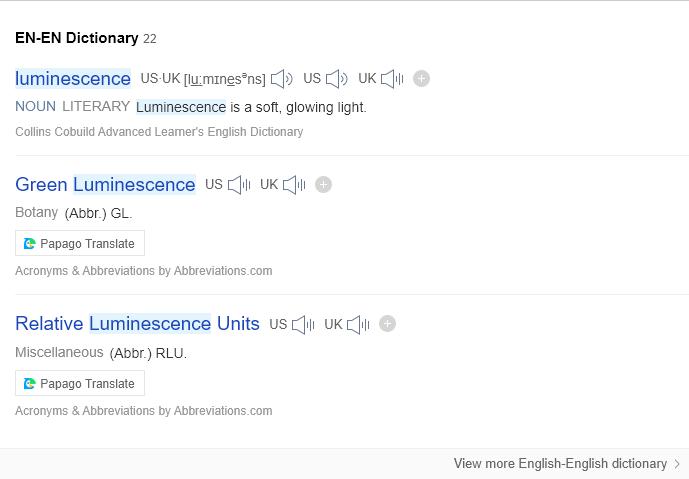 EN-EN Dictionary 22
luminescence US·UK [luːmɪnesᵊns] US UK
NOUN LITERARY Luminescence is a soft, glowing light.
Collins Cobuild Advanced Learner's English Dictionary
Green Luminescence US UK
Botany (Abbr.) GL.
Papago Translate
Acronyms & Abbreviations by Abbreviations.com
Relative Luminescence Units US UK
Miscellaneous (Abbr.) RLU.
Papago Translate
Acronyms & Abbreviations by Abbreviations.com
View more English-English dictionary >